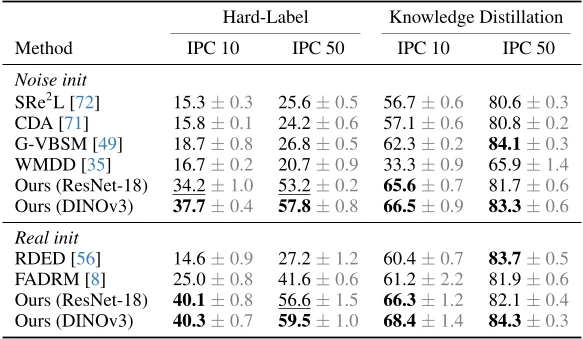 Hard-Label Knowledge Distillation
Method IPC 10 IPC 50 IPC 10 IPC 50
Noise init
SRe²L [72] 15.3 ± 0.3 25.6 ± 0.5 56.7 ± 0.6 80.6 ± 0.3
CDA [71] 15.8 ± 0.1 24.2 ± 0.6 57.1 ± 0.6 80.8 ± 0.2
G-VBSM [49] 18.7 ± 0.8 26.8 ± 0.5 62.3 ± 0.2 84.1 ± 0.3
WMDD [35] 16.7 ± 0.2 20.7 ± 0.9 33.3 ± 0.9 65.9 ± 1.4
Ours (ResNet-18) 34.2 ± 1.0 53.2 ± 0.2 65.6 ± 0.7 81.7 ± 0.6
Ours (DINOv3) 37.7 ± 0.4 57.8 ± 0.8 66.5 ± 0.9 83.3 ± 0.6
Real init
RDED [56] 14.6 ± 0.9 27.2 ± 1.2 60.4 ± 0.7 83.7 ± 0.5
FADRM [8] 25.0 ± 0.8 41.6 ± 0.6 61.2 ± 2.2 81.9 ± 0.6
Ours (ResNet-18) 40.1 ± 0.8 56.6 ± 1.5 66.3 ± 1.2 82.1 ± 0.4
Ours (DINOv3) 40.3 ± 0.7 59.5 ± 1.0 68.4 ± 1.4 84.3 ± 0.3